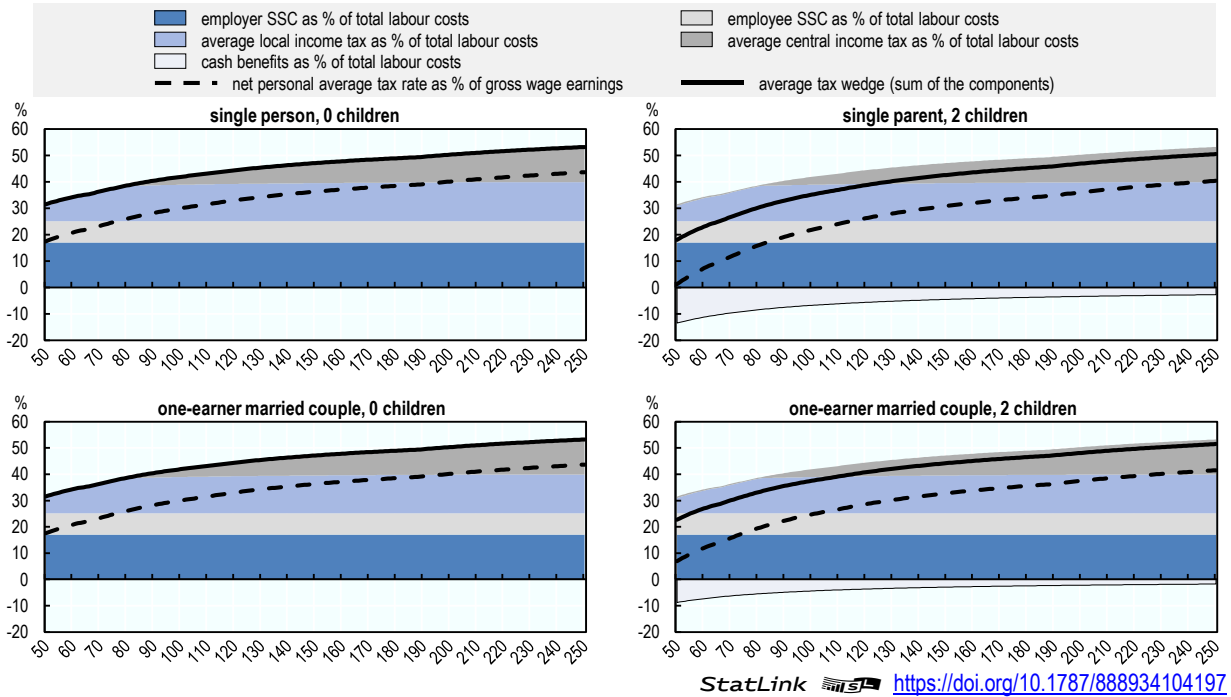 employer SSC as % of total labour costs
employee SSC as % of total labour costs
average local income tax as % of total labour costs
average central income tax as % of total labour costs
cash benefits as % of total labour costs
net personal average tax rate as % of gross wage earnings
average tax wedge (sum of the components)
%
single person, 0 children
60
50
40
30
20
10
0
-10
-20
50 60 70 80 90 100 110 120 130 140 150 160 170 180 190 200 210 220 230 240 250
%
single parent, 2 children
60
50
40
30
20
10
0
-10
-20
50 60 70 80 90 100 110 120 130 140 150 160 170 180 190 200 210 220 230 240 250
%
one-earner married couple, 0 children
60
50
40
30
20
10
0
-10
-20
50 60 70 80 90 100 110 120 130 140 150 160 170 180 190 200 210 220 230 240 250
%
one-earner married couple, 2 children
60
50
40
30
20
10
0
-10
-20
50 60 70 80 90 100 110 120 130 140 150 160 170 180 190 200 210 220 230 240 250
StatLink https://doi.org/10.1787/888934104197